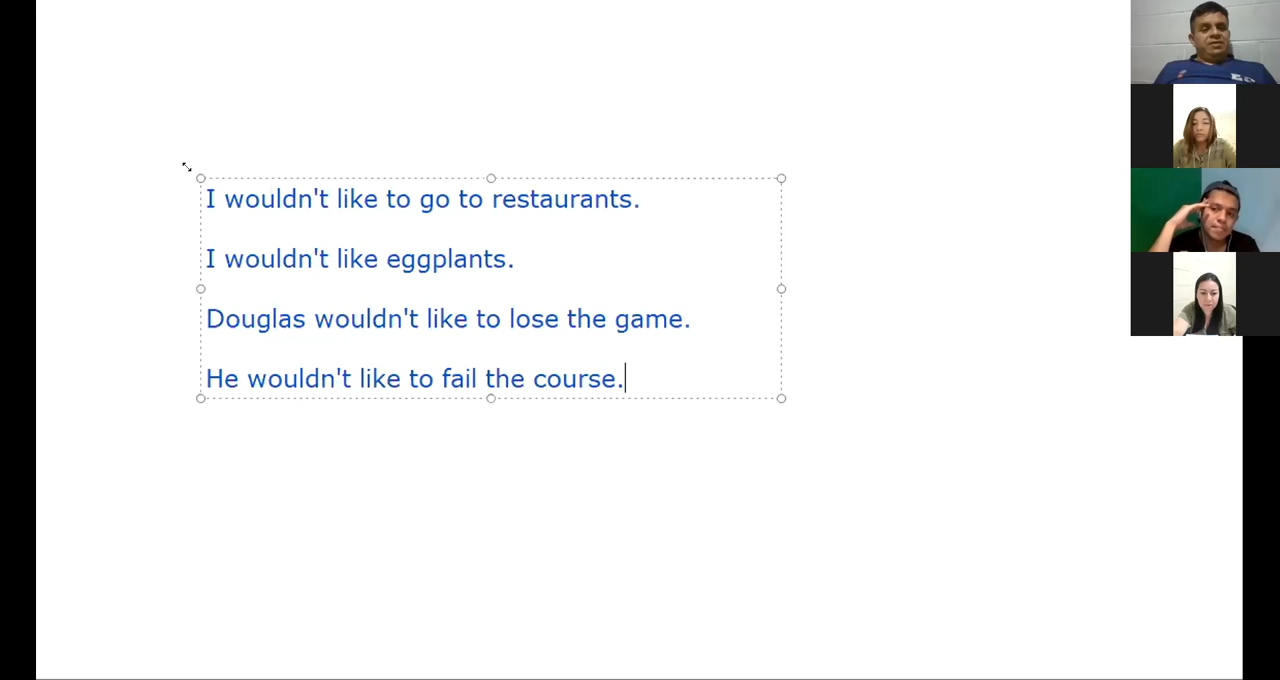 I wouldn't like to go to restaurants.
I wouldn't like eggplants.
Douglas wouldn't like to lose the game.
He wouldn't like to fail the course.